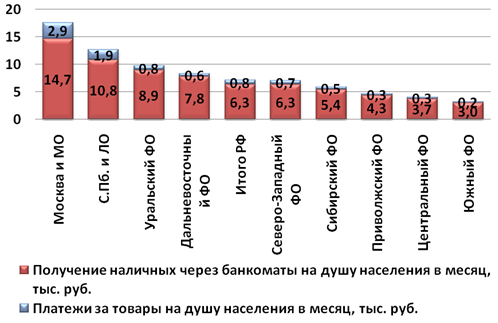 20
15
10
5
0
2,9
1,9
0,8
0,6
0,8
0,7
0,5
0,3
0,3
0,2
14,7
10,8
8,9
7,8
6,3
6,3
5,4
4,3
3,7
3,0
Москва и МО
С.Пб. и ЛО
Уральский ФО
Дальневосточны
й ФО
Итого РФ
Северо-Западный
ФО
Сибирский ФО
Приволжский ФО
Центральный ФО
Южный ФО
Получение наличных через банкоматы на душу населения в месяц,
тыс. руб.
Платежи за товары на душу населения в месяц, тыс. руб.